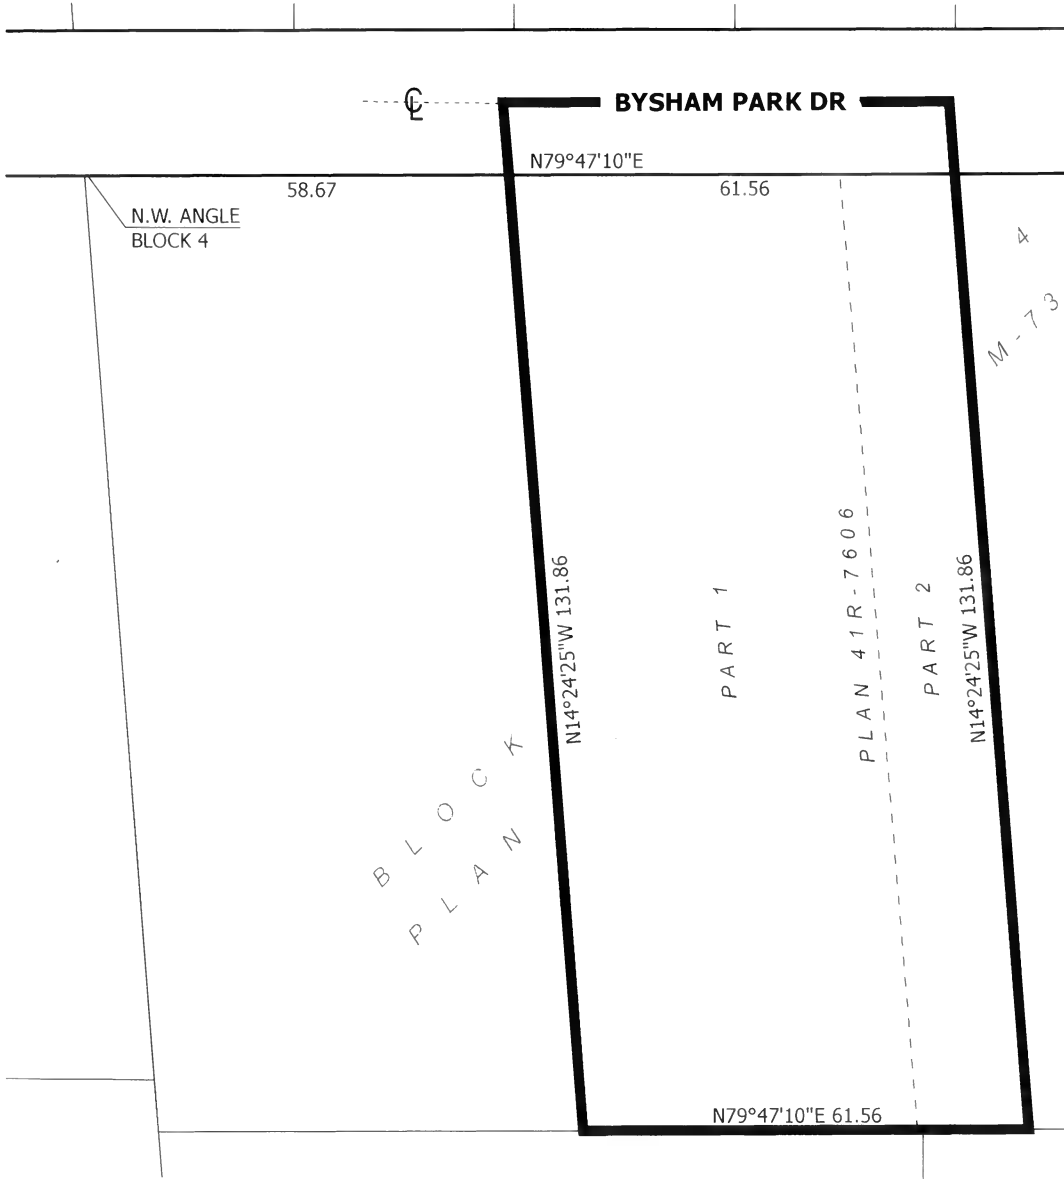 ℄
BYSHAM PARK DR
N79°47'10"E
58.67
61.56
N.W. ANGLE
BLOCK 4
4
M-73
PLAN 41R-7606
N14°24'25"W 131.86
PART 1
PART 2
N14°24'25"W 131.86
BLOCK
PLAN
N79°47'10"E 61.56